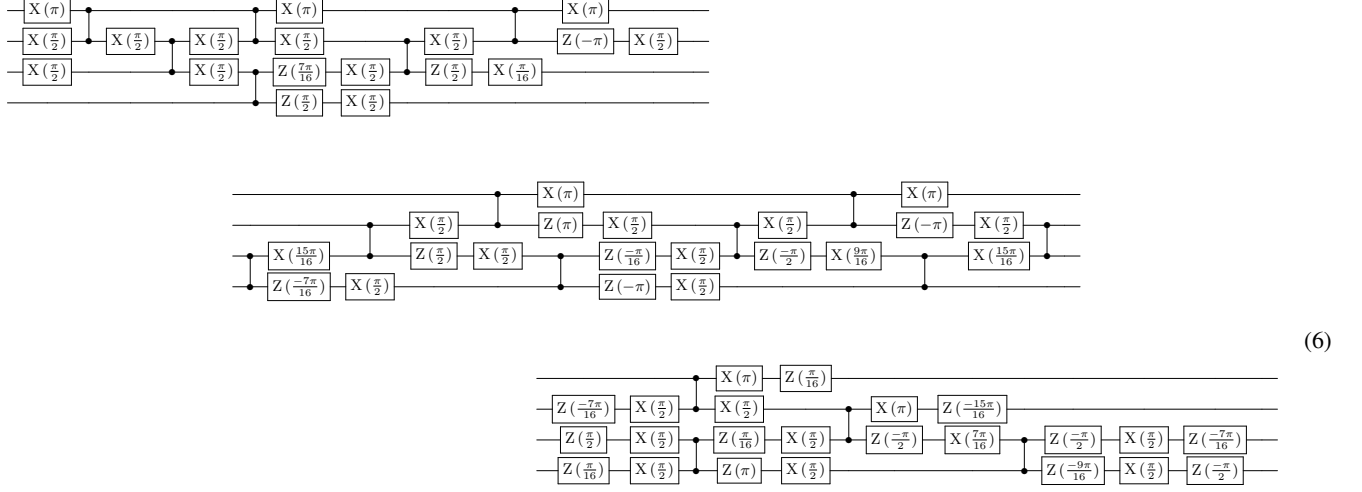 X(π) X(π) X(π)
X(π/2) X(π/2) X(π/2) X(π/2) X(π/2) Z(−π) X(π/2)
X(π/2) X(π/2) Z(7π/16) X(π/2) Z(π/2) X(π/16)
Z(π/2) X(π/2)
X(π) X(π)
X(π/2) Z(π) X(π/2) X(π/2) Z(−π) X(π/2)
X(15π/16) Z(π/2) X(π/2) Z(−π/16) X(π/2) Z(−π/2) X(9π/16) X(15π/16)
Z(−7π/16) X(π/2) Z(−π) X(π/2)
(6)
X(π) Z(π/16)
Z(−7π/16) X(π/2) X(π/2) X(π) Z(−15π/16)
Z(π/2) X(π/2) Z(π/16) X(π/2) Z(−π/2) X(7π/16) Z(−π/2) X(π/2) Z(−7π/16)
Z(π/16) X(π/2) Z(π) X(π/2) Z(−9π/16) X(π/2) Z(−π/2)